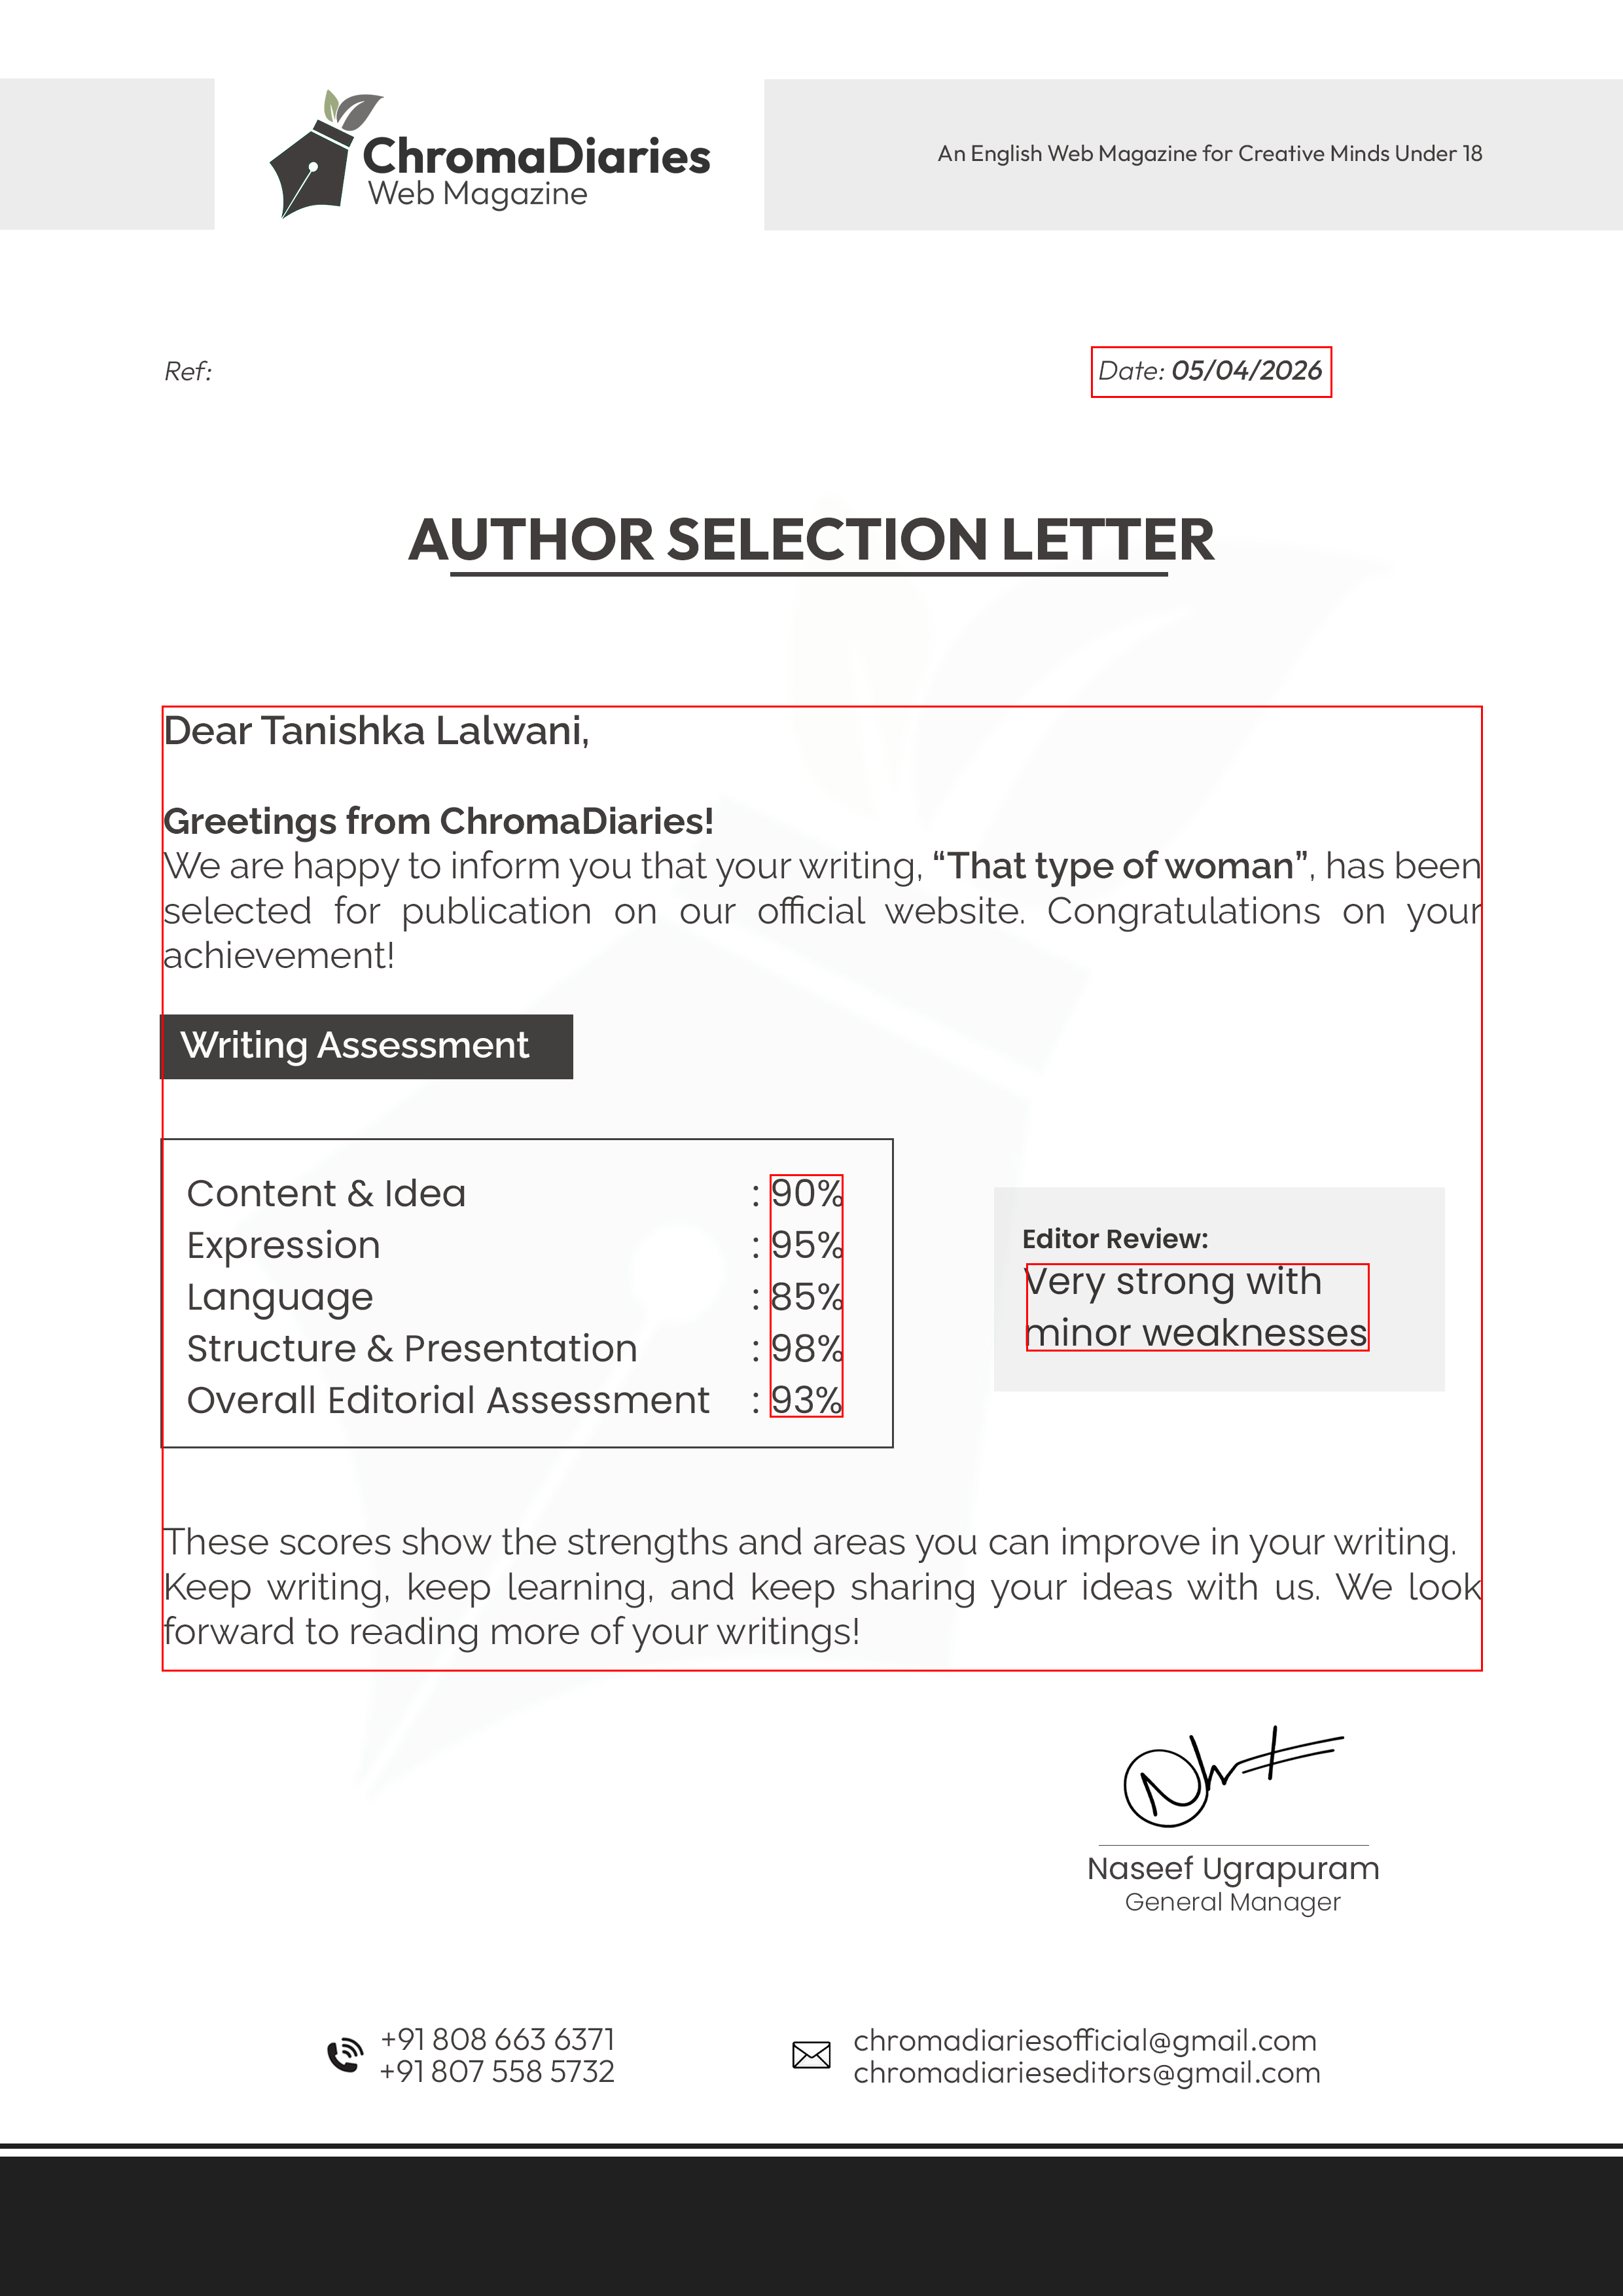 ChromaDiaries
Web Magazine
An English Web Magazine for Creative Minds Under 18
Ref:
Date: 05/04/2026
AUTHOR SELECTION LETTER
Dear Tanishka Lalwani,
Greetings from ChromaDiaries!
We are happy to inform you that your writing, “That type of woman”, has been
selected for publication on our official website. Congratulations on your
achievement!
Writing Assessment
Content & Idea : 90%
Expression : 95%
Language : 85%
Structure & Presentation : 98%
Overall Editorial Assessment : 93%
Editor Review:
Very strong with
minor weaknesses
These scores show the strengths and areas you can improve in your writing.
Keep writing, keep learning, and keep sharing your ideas with us. We look
forward to reading more of your writings!
Naseef Ugrapuram
General Manager
+91 808 663 6371
+91 807 558 5732
chromadiariesofficial@gmail.com
chromadiarieseditors@gmail.com